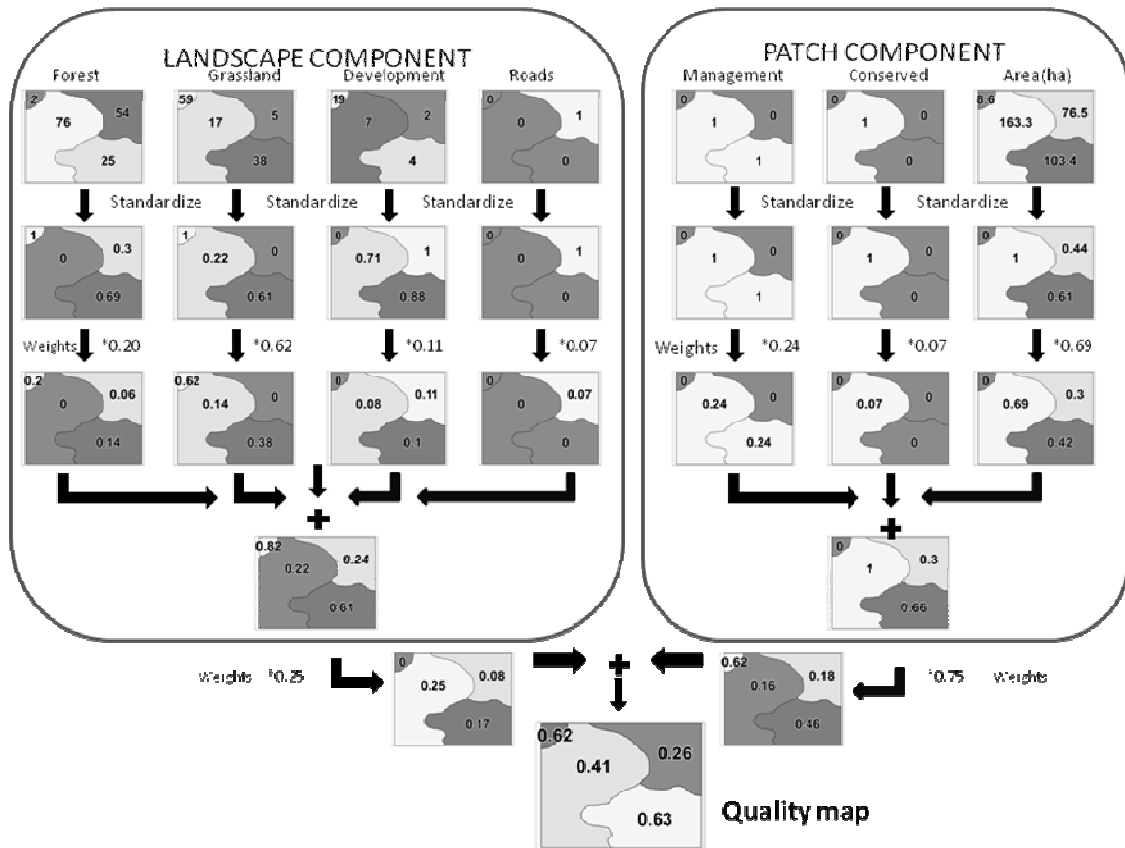 LANDSCAPE COMPONENT
PATCH COMPONENT
Forest Grassland Development Roads
Management Conserved Area(ha)
2 54 76 25
59 5 17 38
19 2 7 4
0 1 0 0
0 0 1 1
0 0 1 0
8.6 76.5 163.3 103.4
Standardize Standardize Standardize
Standardize Standardize
1 0.3 0 0.69
1 0 0.22 0.61
0 1 0.71 0.88
0 1 0 0
0 0 1 1
0 0 1 0
0 0.44 1 0.61
Weights *0.20 *0.62 *0.11 *0.07
Weights *0.24 *0.07 *0.69
0.2 0.06 0 0.14
0.62 0 0.14 0.38
0 0.11 0.08 0.1
0 0.07 0 0
0 0 0.24 0.24
0 0 0.07 0
0 0.3 0.69 0.42
+
+
0.82 0.24 0.22 0.61
0 0.3 1 0.66
Weights *0.25
0 0.08 0.25 0.17
+
0.62 0.18 0.16 0.46
*0.75 Weights
0.62 0.26 0.41 0.63
Quality map